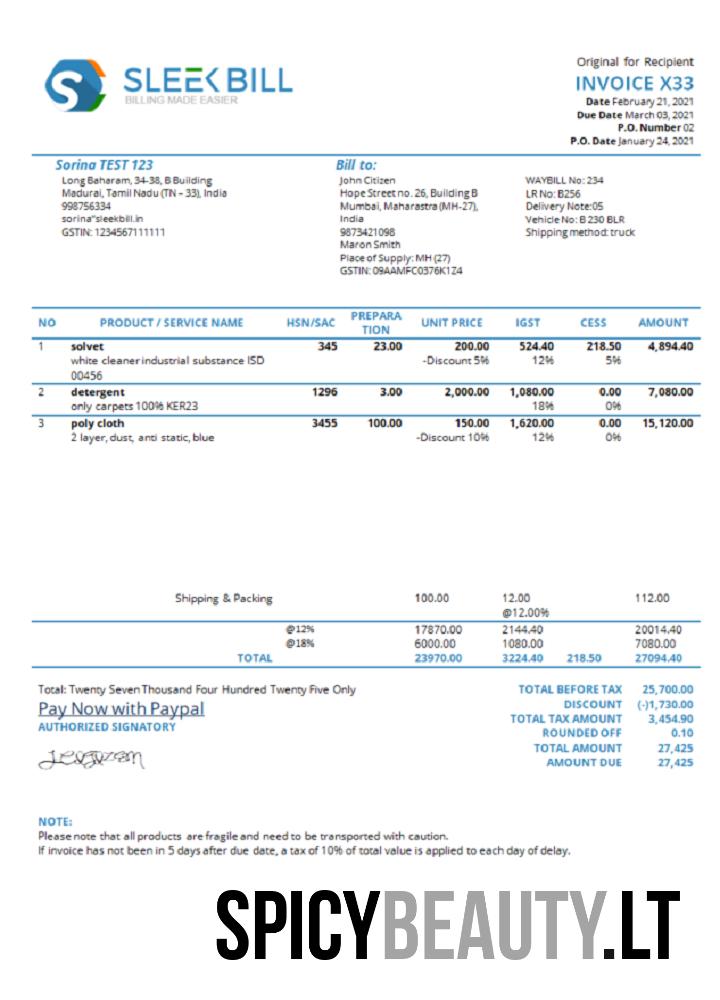 SLEEKBILL
BILLING MADE EASIER
Original for Recipient
INVOICE X33
Date February 21, 2021
Due Date March 03, 2021
P.O. Number 02
P.O. Date January 24, 2021
Sorina TEST 123
Long Baharam, 34-38, B Building
Madurai, Tamil Nadu (TN - 33), India
998756334
sorina"sleekbill.in
GSTIN: 1234567111111
Bill to:
John Citizen
Hope Street no. 26, Building B
Mumbai, Maharastra (MH-27),
India
9873421098
Maron Smith
Place of Supply: MH (27)
GSTIN: 09AAMFC0376K1Z4
WAYBILL No: 234
LR No: B256
Delivery Note:05
Vehicle No: B 230 BLR
Shipping method: truck
NO PRODUCT / SERVICE NAME HSN/SAC PREPARA TION UNIT PRICE IGST CESS AMOUNT
1 solvet 345 23.00 200.00 524.40 218.50 4,894.40
white cleaner industrial substance ISD -Discount 5% 12% 5%
00456
2 detergent 1296 3.00 2,000.00 1,080.00 0.00 7,080.00
only carpets 100% KER23 18% 0%
3 poly cloth 3455 100.00 150.00 1,620.00 0.00 15,120.00
2 layer, dust, anti static, blue -Discount 10% 12% 0%
Shipping & Packing 100.00 12.00 112.00
@12.00%
@12% 17870.00 2144.40 20014.40
@18% 6000.00 1080.00 7080.00
TOTAL 23970.00 3224.40 218.50 27094.40
Total: Twenty Seven Thousand Four Hundred Twenty Five Only
Pay Now with Paypal
AUTHORIZED SIGNATORY
TOTAL BEFORE TAX 25,700.00
DISCOUNT (-)1,730.00
TOTAL TAX AMOUNT 3,454.90
ROUNDED OFF 0.10
TOTAL AMOUNT 27,425
AMOUNT DUE 27,425
NOTE:
Please note that all products are fragile and need to be transported with caution.
If invoice has not been in 5 days after due date, a tax of 10% of total value is applied to each day of delay.
SPICYBEAUTY.LT